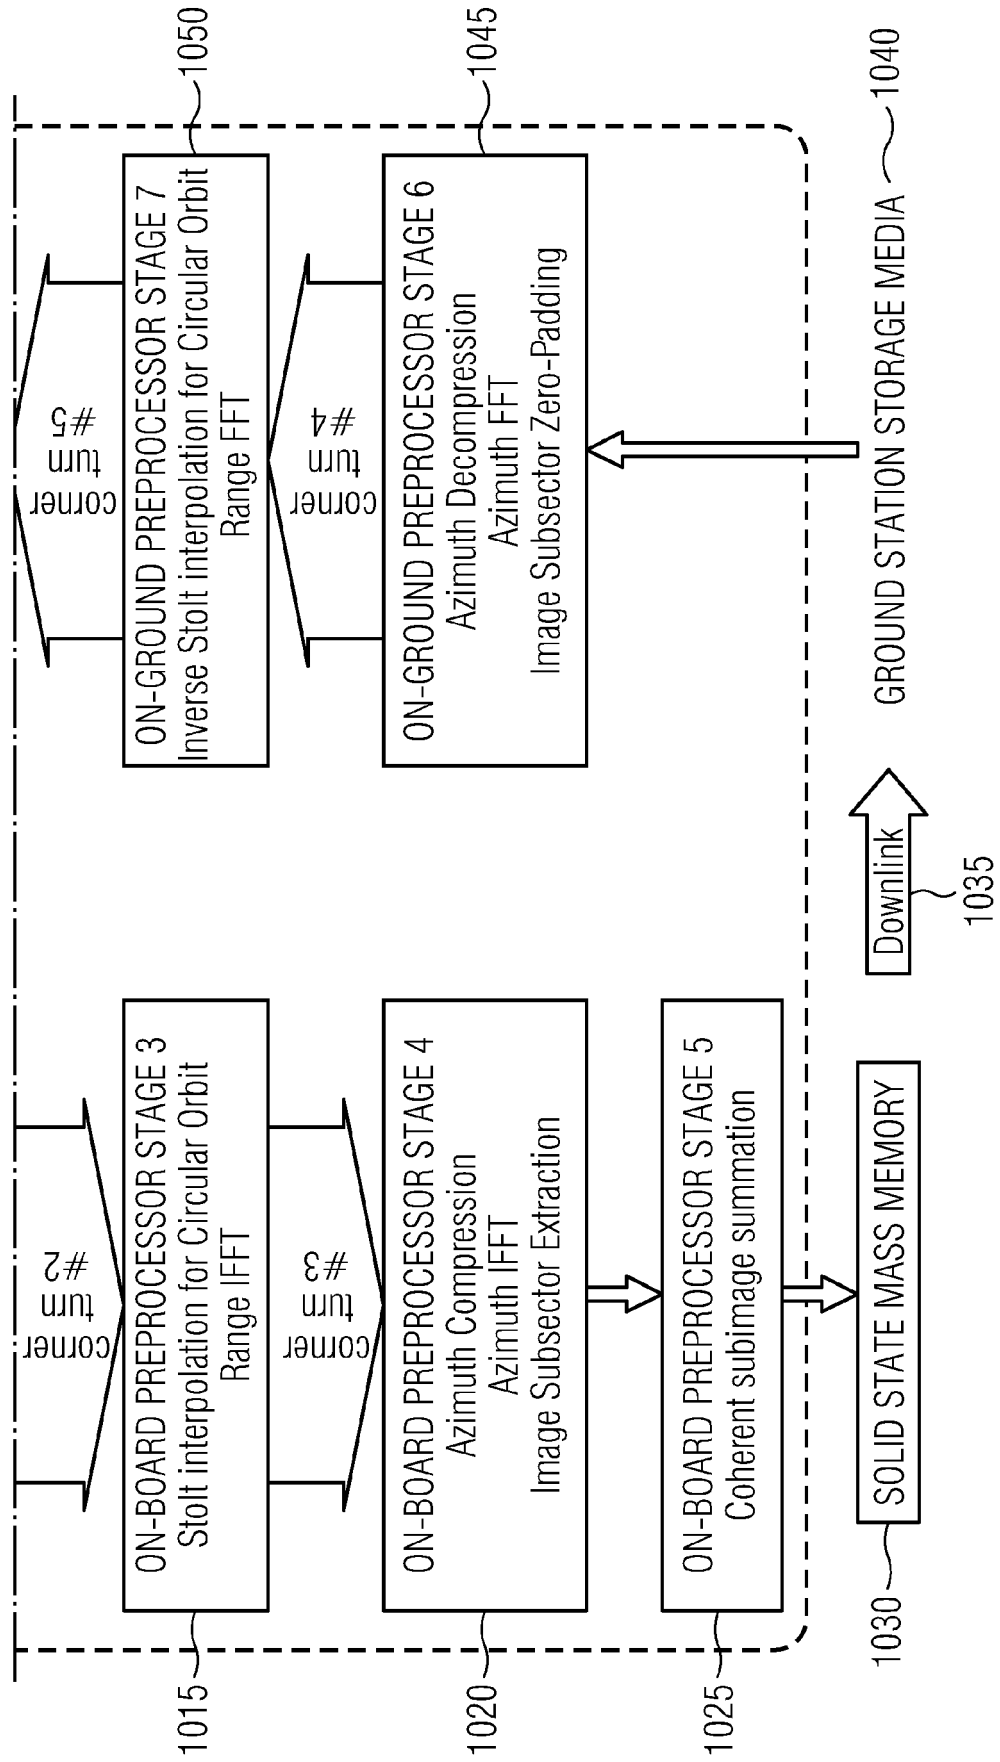 corner
turn
#2
ON-BOARD PREPROCESSOR STAGE 3
Stolt interpolation for Circular Orbit
Range IFFT
1015
corner
turn
#3
ON-BOARD PREPROCESSOR STAGE 4
Azimuth Compression
Azimuth IFFT
Image Subsector Extraction
1020
ON-BOARD PREPROCESSOR STAGE 5
Coherent subimage summation
1025
SOLID STATE MASS MEMORY
1030
Downlink
1035
GROUND STATION STORAGE MEDIA
1040
ON-GROUND PREPROCESSOR STAGE 6
Azimuth Decompression
Azimuth FFT
Image Subsector Zero-Padding
1045
corner
turn
#4
ON-GROUND PREPROCESSOR STAGE 7
Inverse Stolt interpolation for Circular Orbit
Range FFT
1050
corner
turn
#5